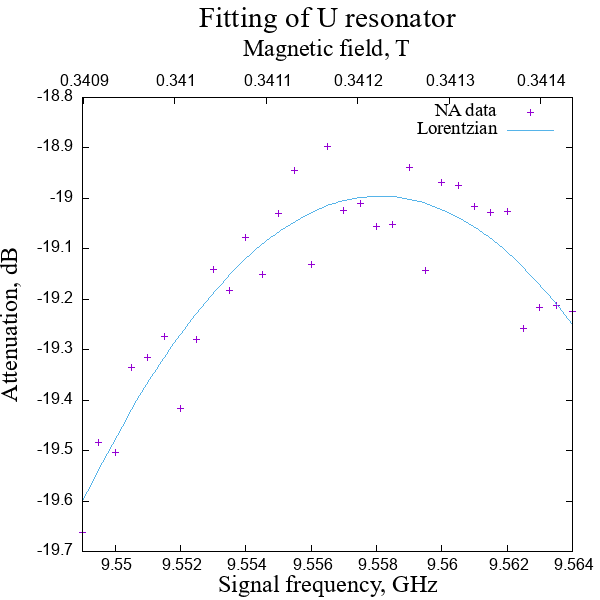 Fitting of U resonator
Magnetic field, T
0.3409 0.341 0.3411 0.3412 0.3413 0.3414
-18.8
NA data
Lorentzian
-18.9
-19
-19.1
-19.2
-19.3
-19.4
-19.5
-19.6
-19.7
Attenuation, dB
9.55 9.552 9.554 9.556 9.558 9.56 9.562 9.564
Signal frequency, GHz